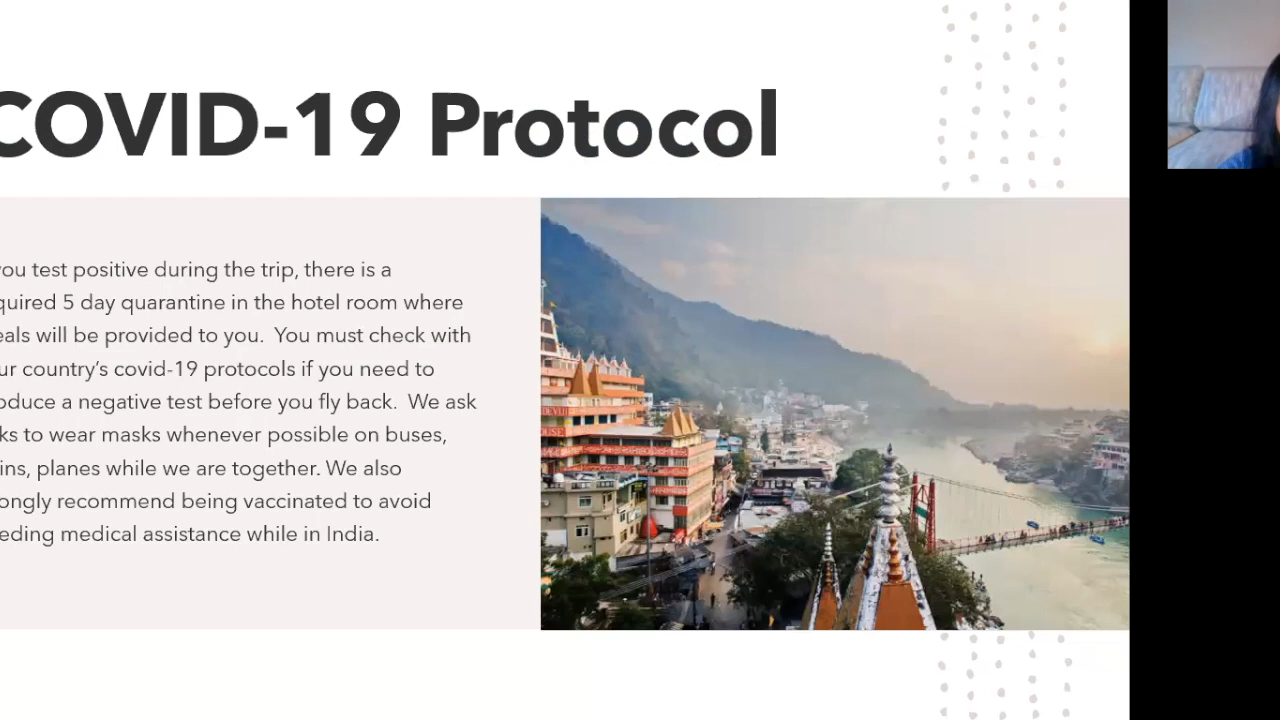 COVID-19 Protocol
you test positive during the trip, there is a
quired 5 day quarantine in the hotel room where
eals will be provided to you.  You must check with
ur country's covid-19 protocols if you need to
oduce a negative test before you fly back.  We ask
ks to wear masks whenever possible on buses,
ins, planes while we are together. We also
ongly recommend being vaccinated to avoid
eding medical assistance while in India.